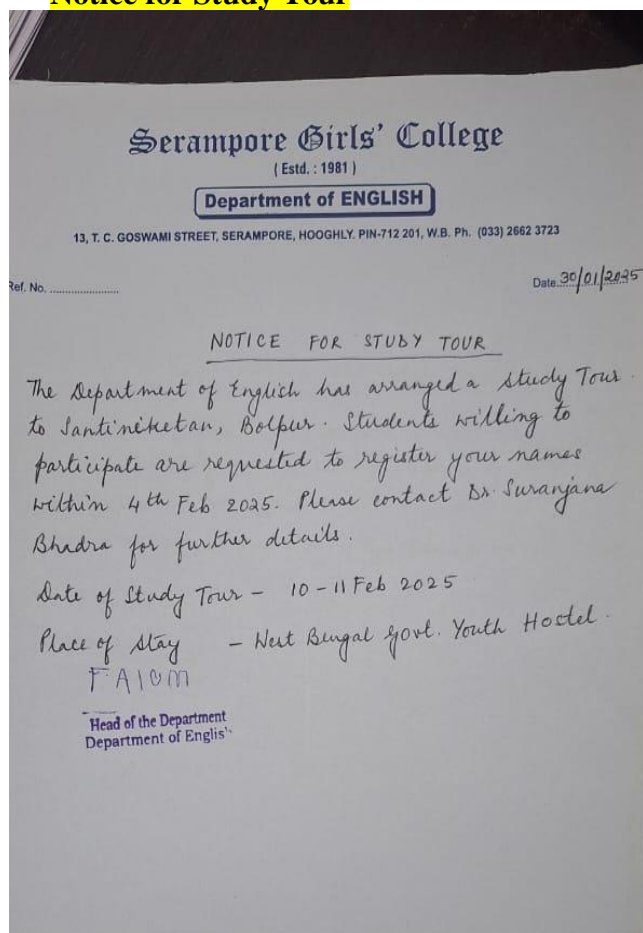 Notice for Study Tour
Serampore Girls' College
( Estd. : 1981 )
Department of ENGLISH
13, T. C. GOSWAMI STREET, SERAMPORE, HOOGHLY. PIN-712 201, W.B. Ph. (033) 2662 3723
Ref. No. ......................
Date 30/01/2025
NOTICE FOR STUDY TOUR
The Department of English has arranged a Study Tour
to Santiniketan, Bolpur. Students willing to
participate are requested to register your names
within 4th Feb 2025. Please contact Dr. Suranjana
Bhadra for further details.
Date of Study Tour - 10-11 Feb 2025
Place of Stay - West Bengal Govt. Youth Hostel.
Head of the Department
Department of Englis